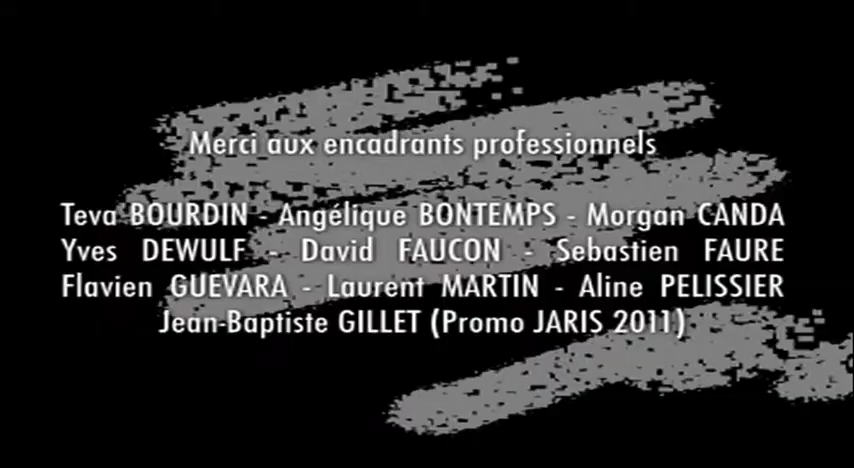 Merci aux encadrants professionnels
Teva BOURDIN - Angélique BONTEMPS - Morgan CANDA
Yves DEWULF - David FAUCON - Sebastien FAURE
Flavien GUEVARA - Laurent MARTIN - Aline PELISSIER
Jean-Baptiste GILLET (Promo JARIS 2011)